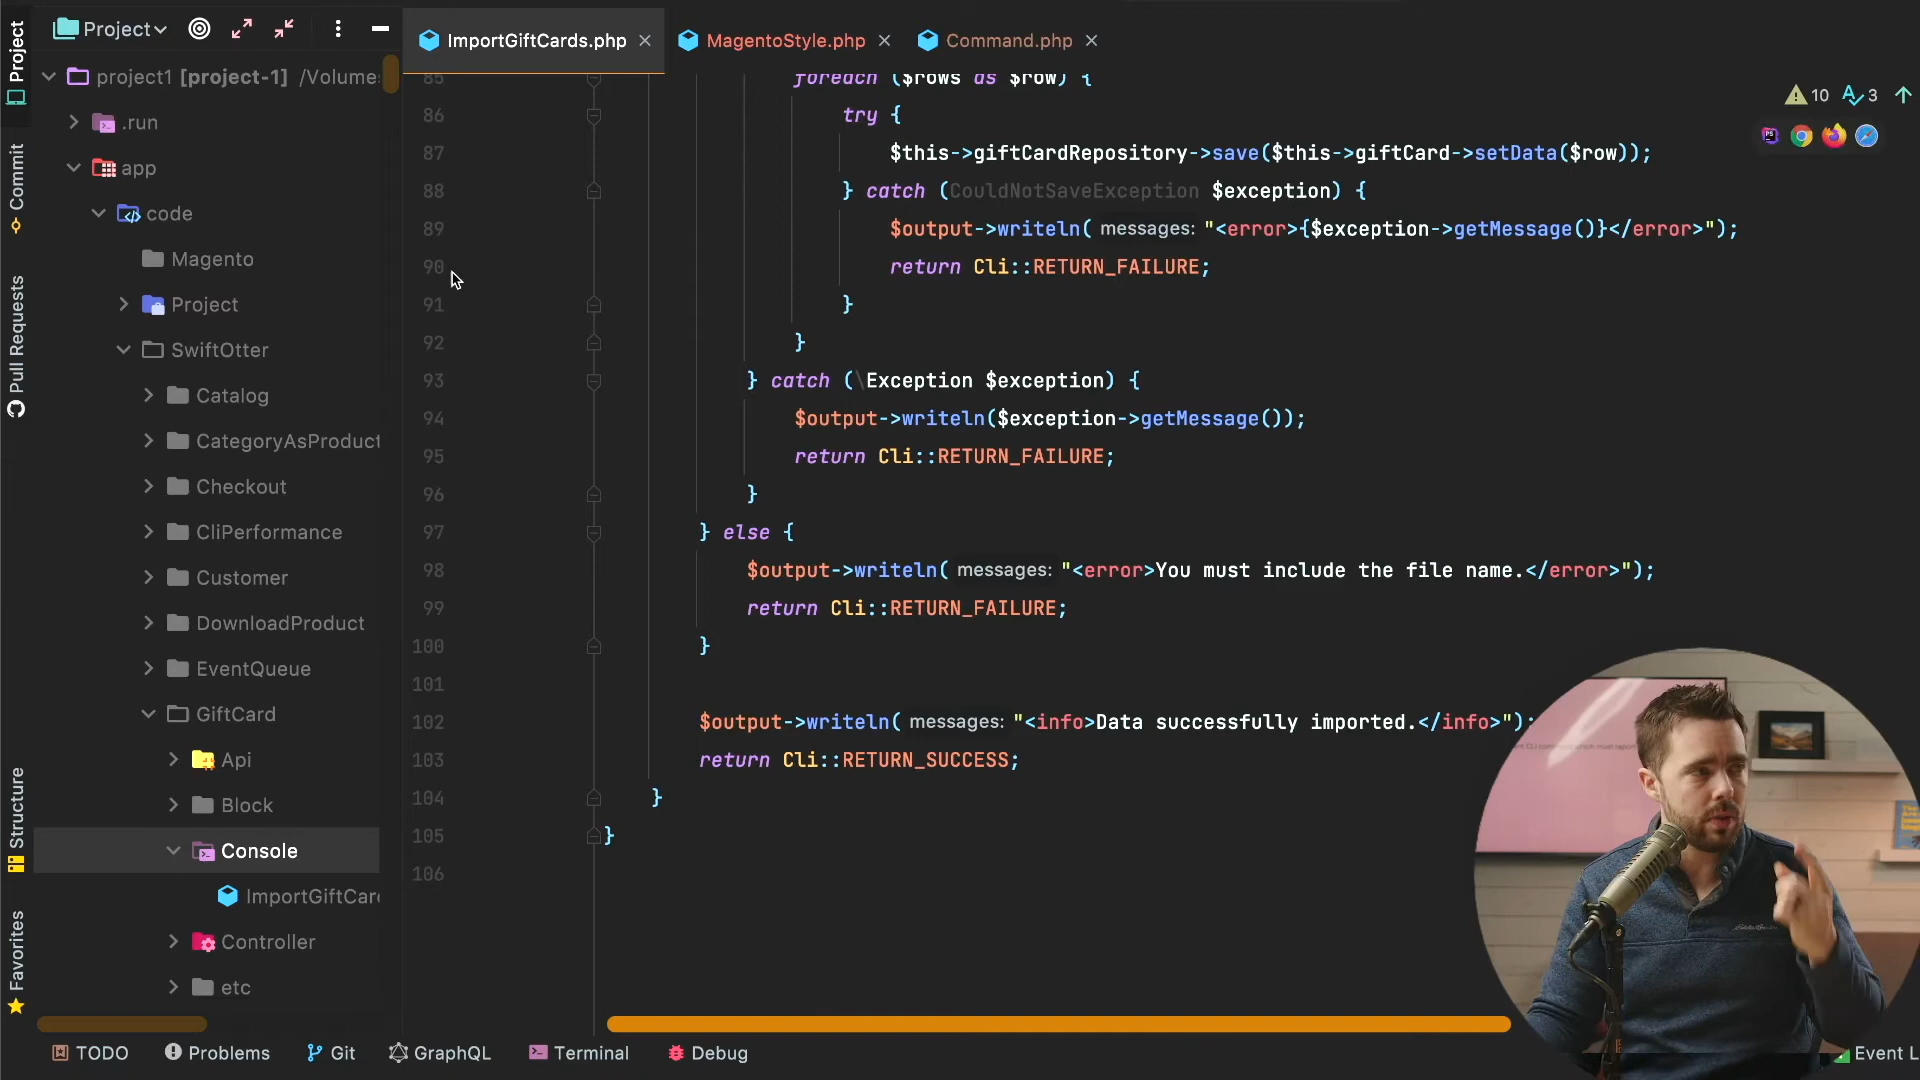 Project
ImportGiftCards.php
MagentoStyle.php
Command.php
Project
Commit
Pull Requests
Structure
Favorites
project1 [project-1] /Volume
.run
app
code
Magento
Project
SwiftOtter
Catalog
CategoryAsProduct
Checkout
CliPerformance
Customer
DownloadProduct
EventQueue
GiftCard
Api
Block
Console
ImportGiftCar
Controller
etc
10 3
85 foreach ($rows as $row) {
86 try {
87 $this->giftCardRepository->save($this->giftCard->setData($row));
88 } catch (CouldNotSaveException $exception) {
89 $output->writeln( messages: "<error>{$exception->getMessage()}</error>");
90 return Cli::RETURN_FAILURE;
91 }
92 }
93 } catch (\Exception $exception) {
94 $output->writeln($exception->getMessage());
95 return Cli::RETURN_FAILURE;
96 }
97 } else {
98 $output->writeln( messages: "<error>You must include the file name.</error>");
99 return Cli::RETURN_FAILURE;
100 }
101
102 $output->writeln( messages: "<info>Data successfully imported.</info>");
103 return Cli::RETURN_SUCCESS;
104 }
105 }
106
TODO
Problems
Git
GraphQL
Terminal
Debug
Event L